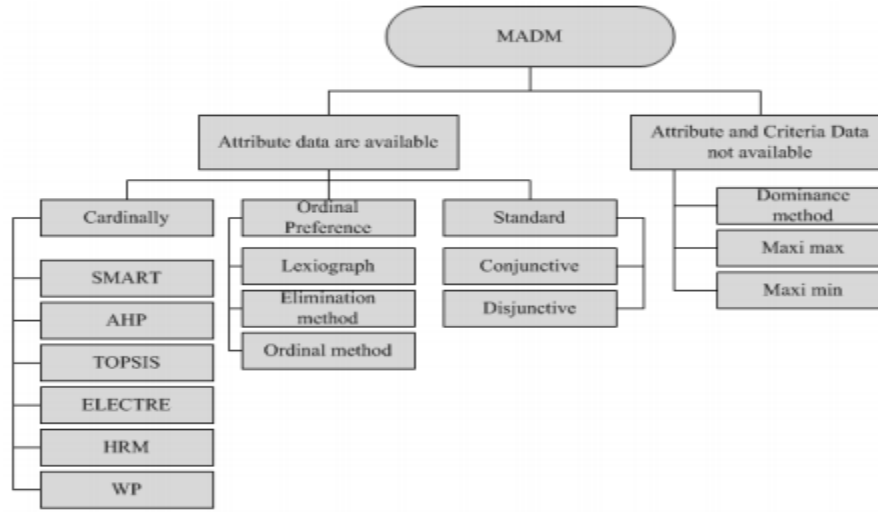 MADM
Attribute data are available
Attribute and Criteria Data
not available
Cardinally
Ordinal
Preference
Standard
Dominance
method
SMART
Lexiograph
Conjunctive
Maxi max
AHP
Elimination
method
Disjunctive
Maxi min
TOPSIS
Ordinal method
ELECTRE
HRM
WP